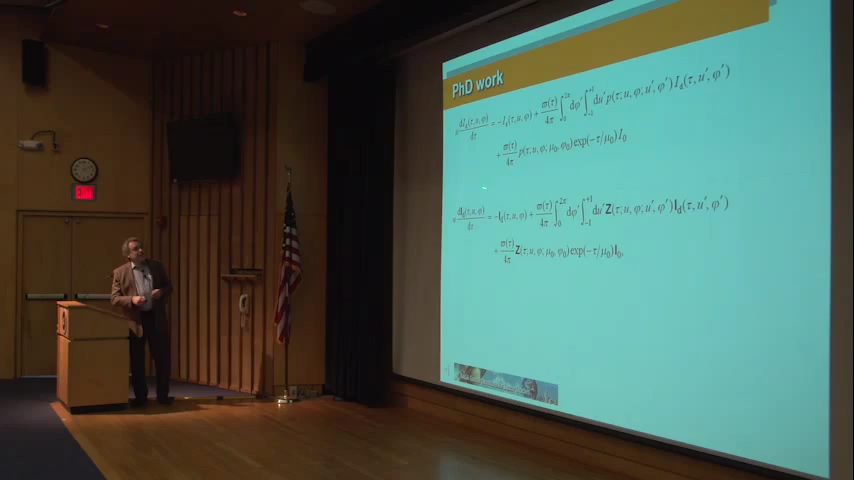 PhD work
u dI_d(τ, u, φ)/dτ = −I_d(τ, u, φ) + ϖ(τ)/4π ∫_0^2π dφ′ ∫_−1^+1 du′ p(τ; u, φ; u′, φ′) I_d(τ, u′, φ′)
+ ϖ(τ)/4π p(τ; u, φ; μ_0, φ_0) exp(−τ/μ_0) I_0
u d𝐈_d(τ, u, φ)/dτ = −𝐈_d(τ, u, φ) + ϖ(τ)/4π ∫_0^2π dφ′ ∫_−1^+1 du′ 𝐙(τ; u, φ; u′, φ′) 𝐈_d(τ, u′, φ′)
+ ϖ(τ)/4π 𝐙(τ; u, φ; μ_0, φ_0) exp(−τ/μ_0) 𝐈_0,
EXIT